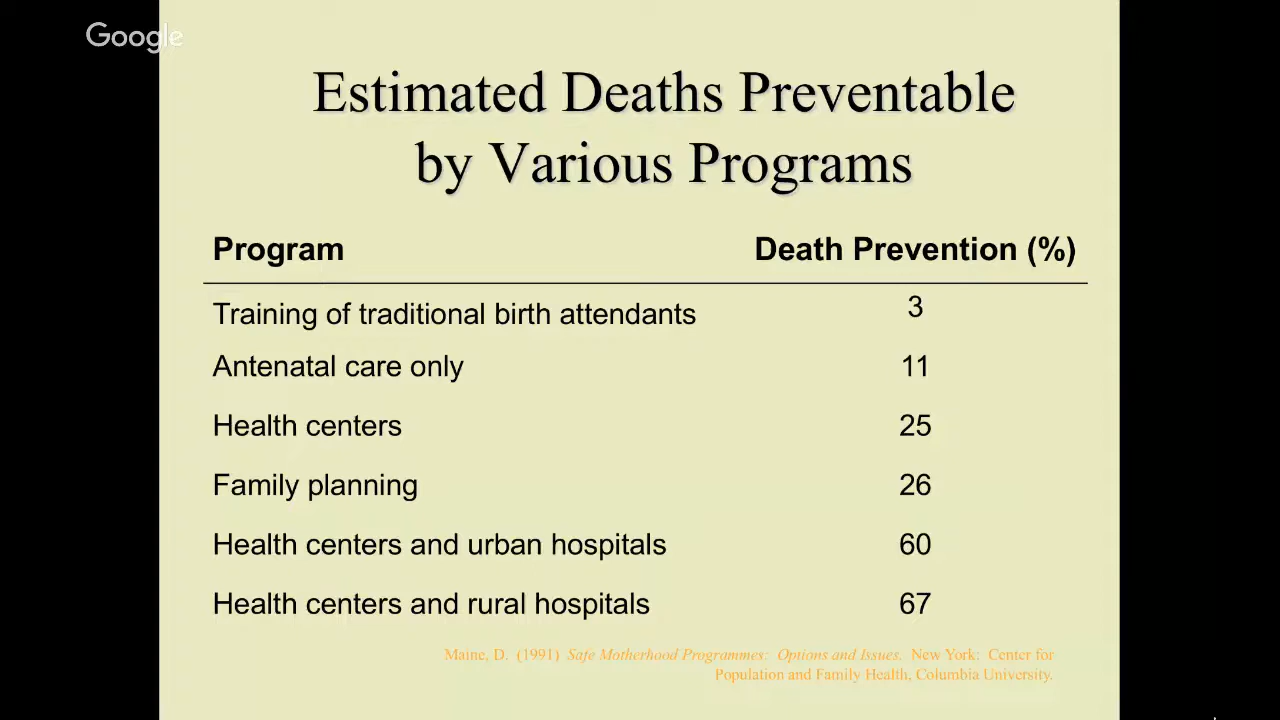 Google
Estimated Deaths Preventable
by Various Programs
Program Death Prevention (%)
Training of traditional birth attendants 3
Antenatal care only 11
Health centers 25
Family planning 26
Health centers and urban hospitals 60
Health centers and rural hospitals 67
Maine, D. (1991) Safe Motherhood Programmes: Options and Issues. New York: Center for
Population and Family Health, Columbia University.